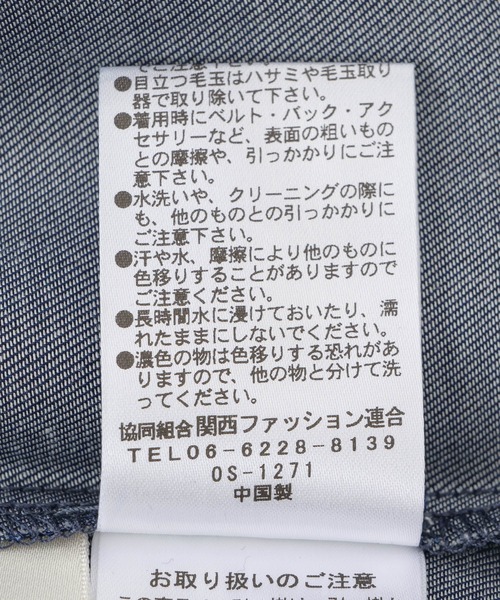 でご注意下さい。
●目立つ毛玉はハサミや毛玉取り
器で取り除いて下さい。
●着用時にベルト・バック・アク
セサリーなど、表面の粗いもの
との摩擦や、引っかかりにご注
意下さい。
●水洗いや、クリーニングの際に
も、他のものとの引っかかりに
ご注意下さい。
●汗や水、摩擦により他のものに
色移りすることがありますので
ご注意ください。
●長時間水に浸けておいたり、濡
れたままにしないでください。
●濃色の物は色移りする恐れがあ
りますので、他の物と分けて洗
ってください。
協同組合関西ファッション連合
TEL06-6228-8139
OS-1271
中国製
お取り扱いのご注意